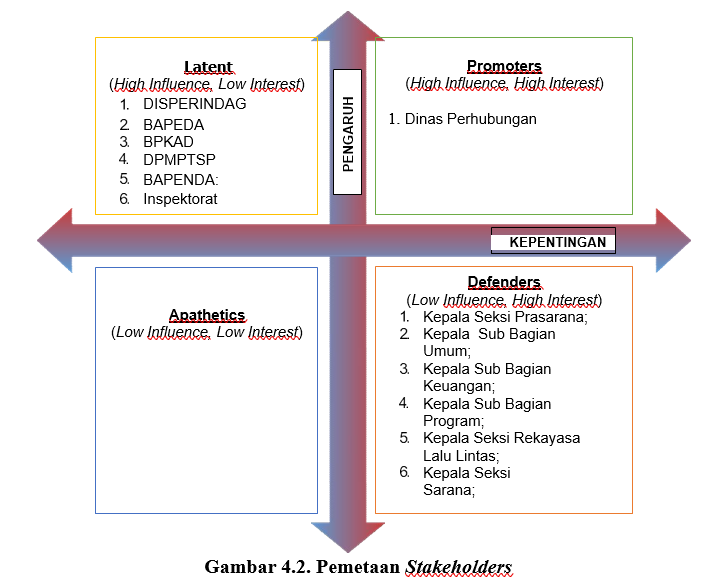 Latent
(High Influence, Low Interest)
1. DISPERINDAG
2. BAPEDA
3. BPKAD
4. DPMPTSP
5. BAPENDA:
6. Inspektorat
PENGARUH
Promoters
(High Influence, High Interest)
1. Dinas Perhubungan
KEPENTINGAN
Apathetics
(Low Influence, Low Interest)
Defenders
(Low Influence, High Interest)
1. Kepala Seksi Prasarana;
2. Kepala Sub Bagian
Umum;
3. Kepala Sub Bagian
Keuangan;
4. Kepala Sub Bagian
Program;
5. Kepala Seksi Rekayasa
Lalu Lintas;
6. Kepala Seksi
Sarana;
Gambar 4.2. Pemetaan Stakeholders